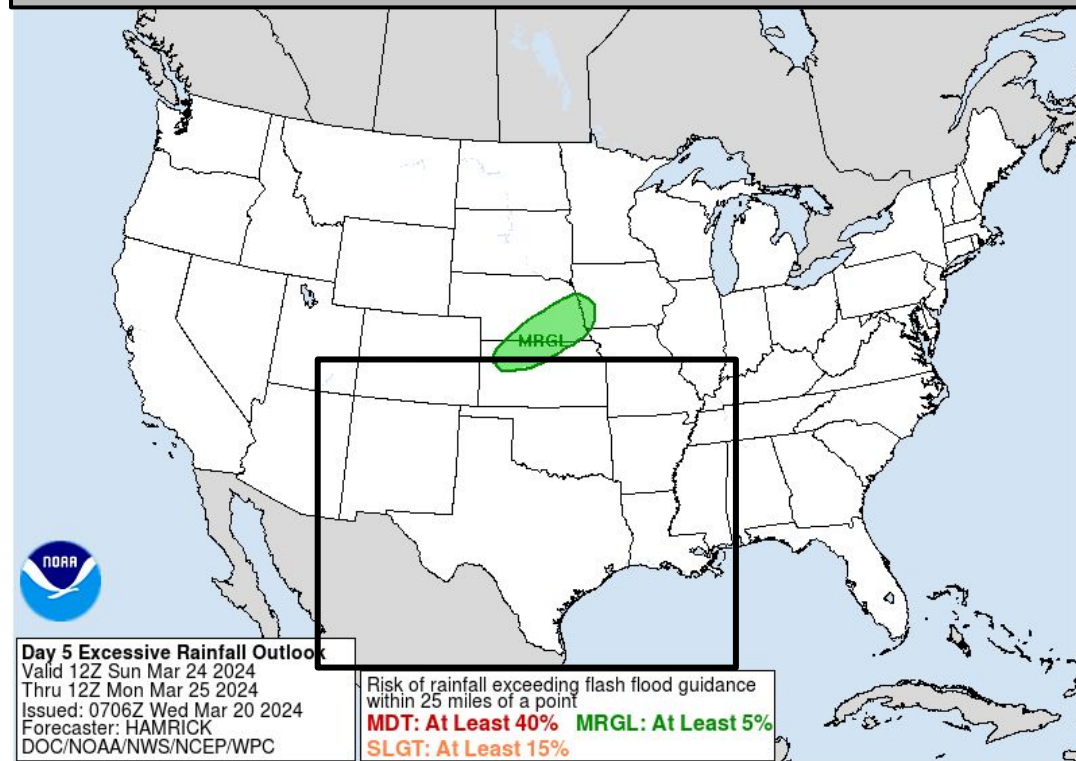 MRGL
NOAA
Day 5 Excessive Rainfall Outlook
Valid 12Z Sun Mar 24 2024
Thru 12Z Mon Mar 25 2024
Issued: 0706Z Wed Mar 20 2024
Forecaster: HAMRICK
DOC/NOAA/NWS/NCEP/WPC
Risk of rainfall exceeding flash flood guidance
within 25 miles of a point
MDT: At Least 40% MRGL: At Least 5%
SLGT: At Least 15%